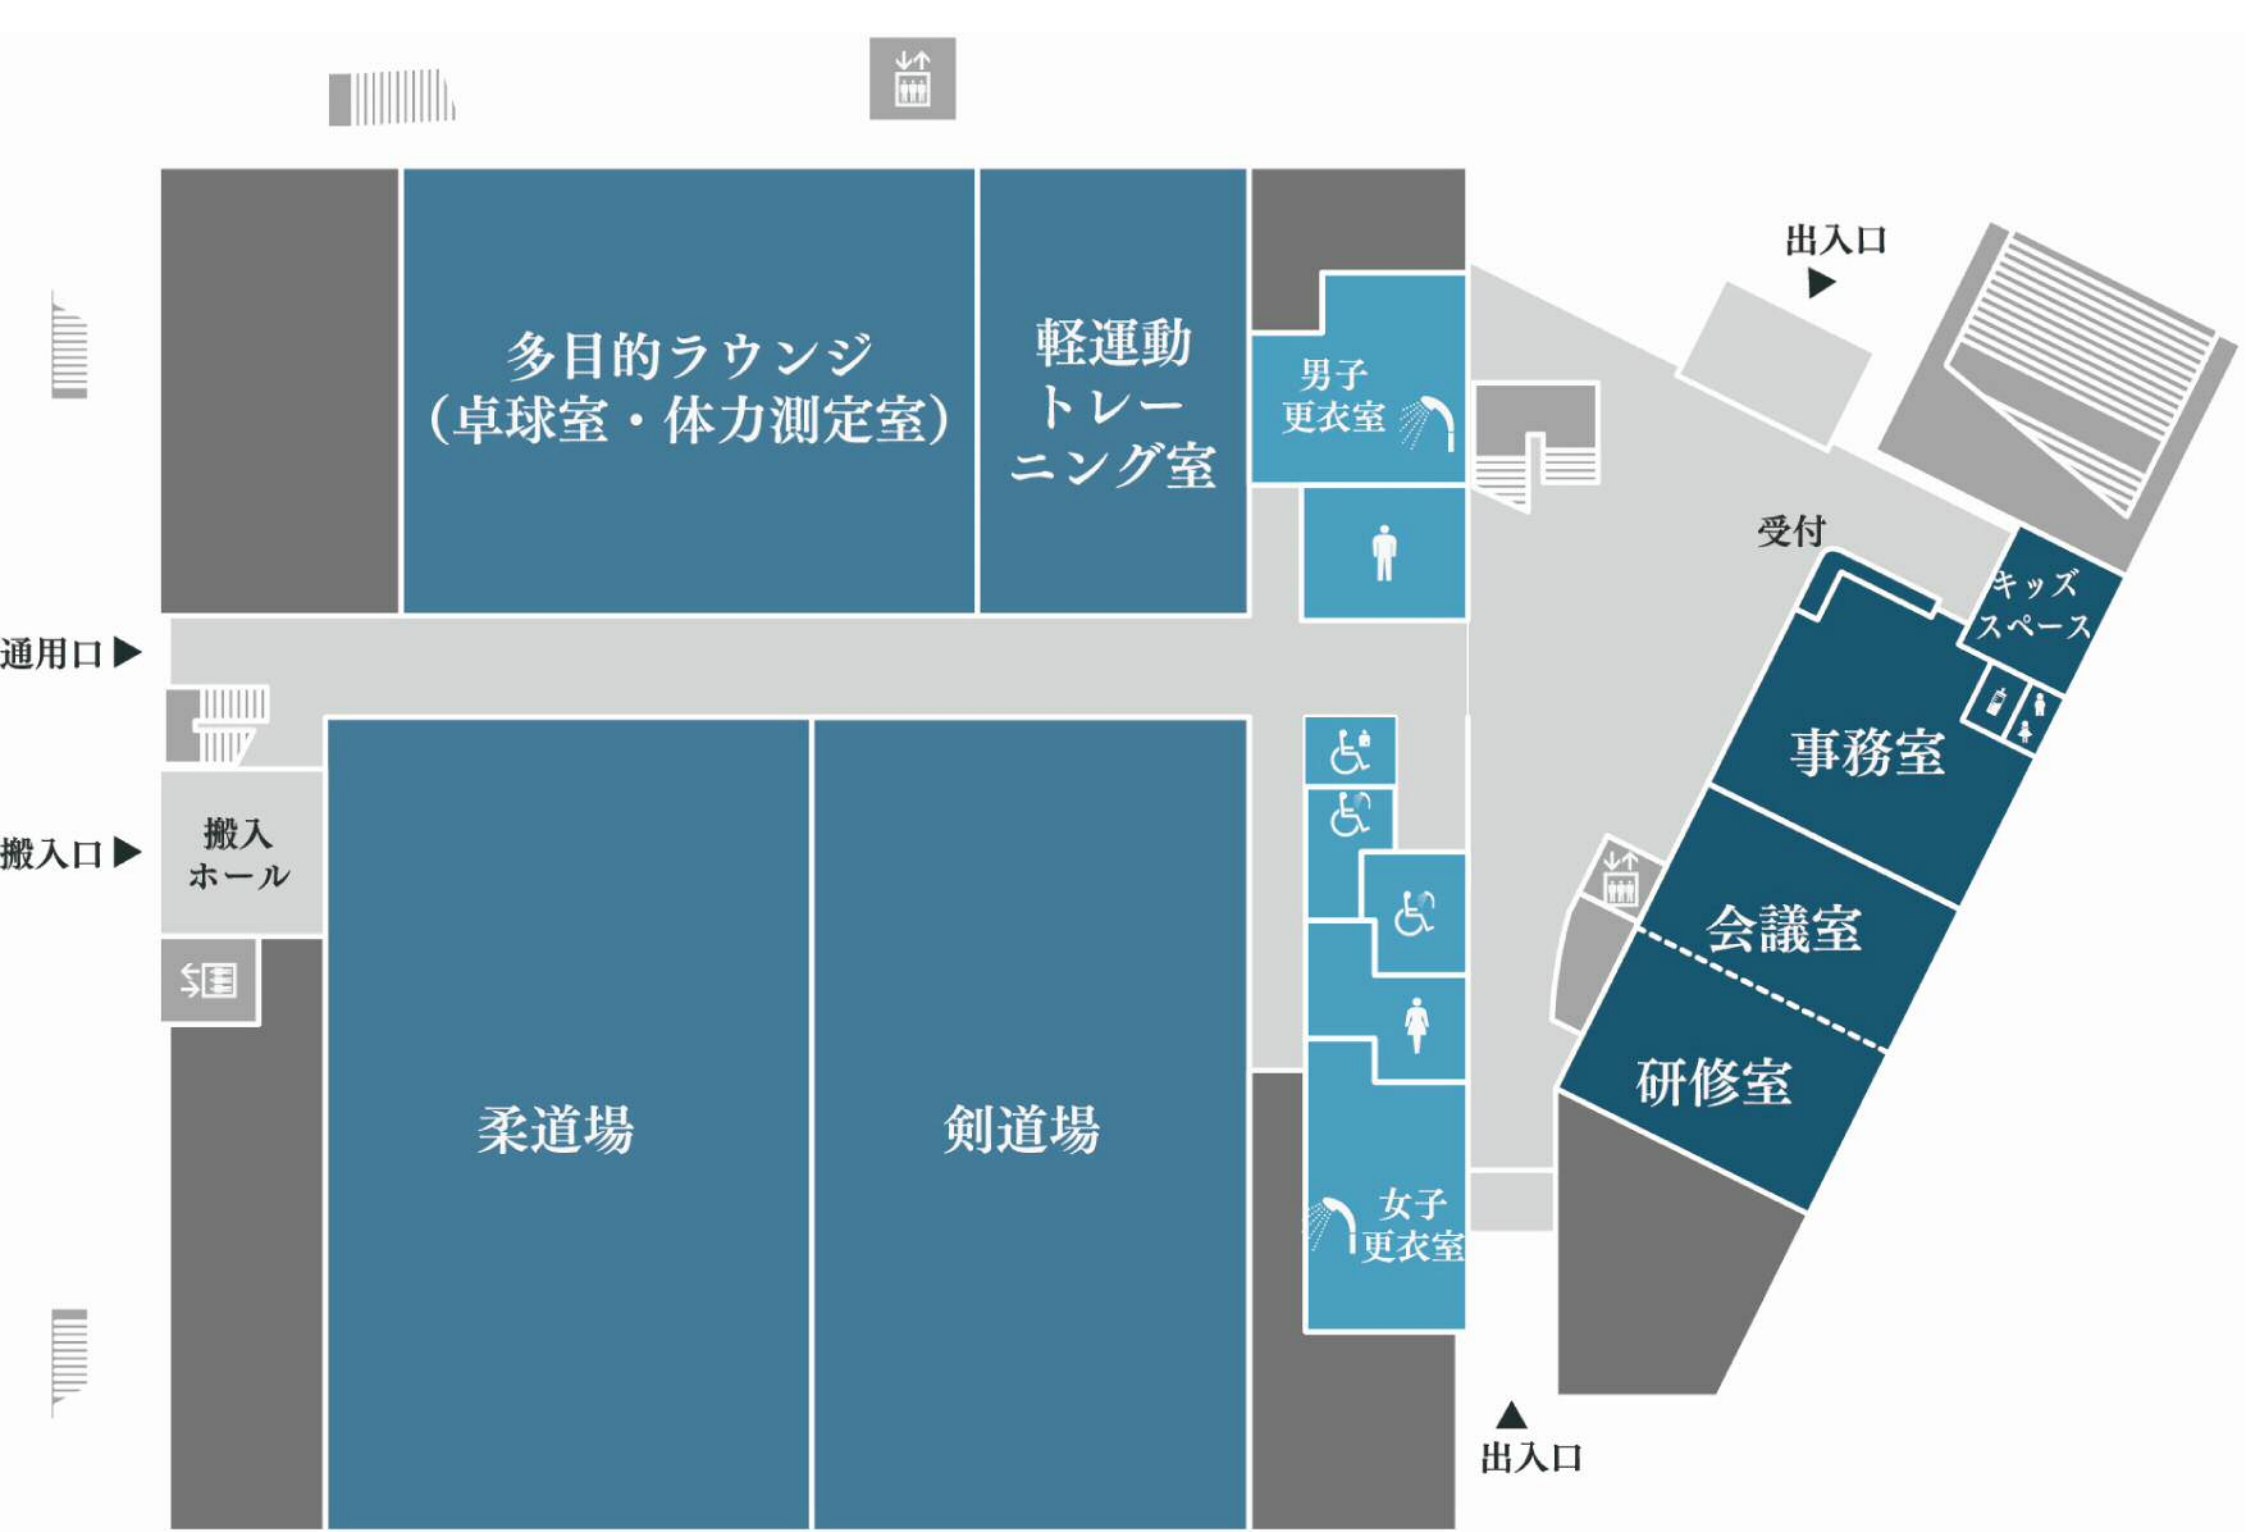 出入口
多目的ラウンジ
（卓球室・体力測定室）
軽運動
トレー
ニング室
男子
更衣室
受付
キッズ
スペース
通用口
事務室
搬入口
搬入
ホール
会議室
研修室
柔道場
剣道場
女子
更衣室
出入口